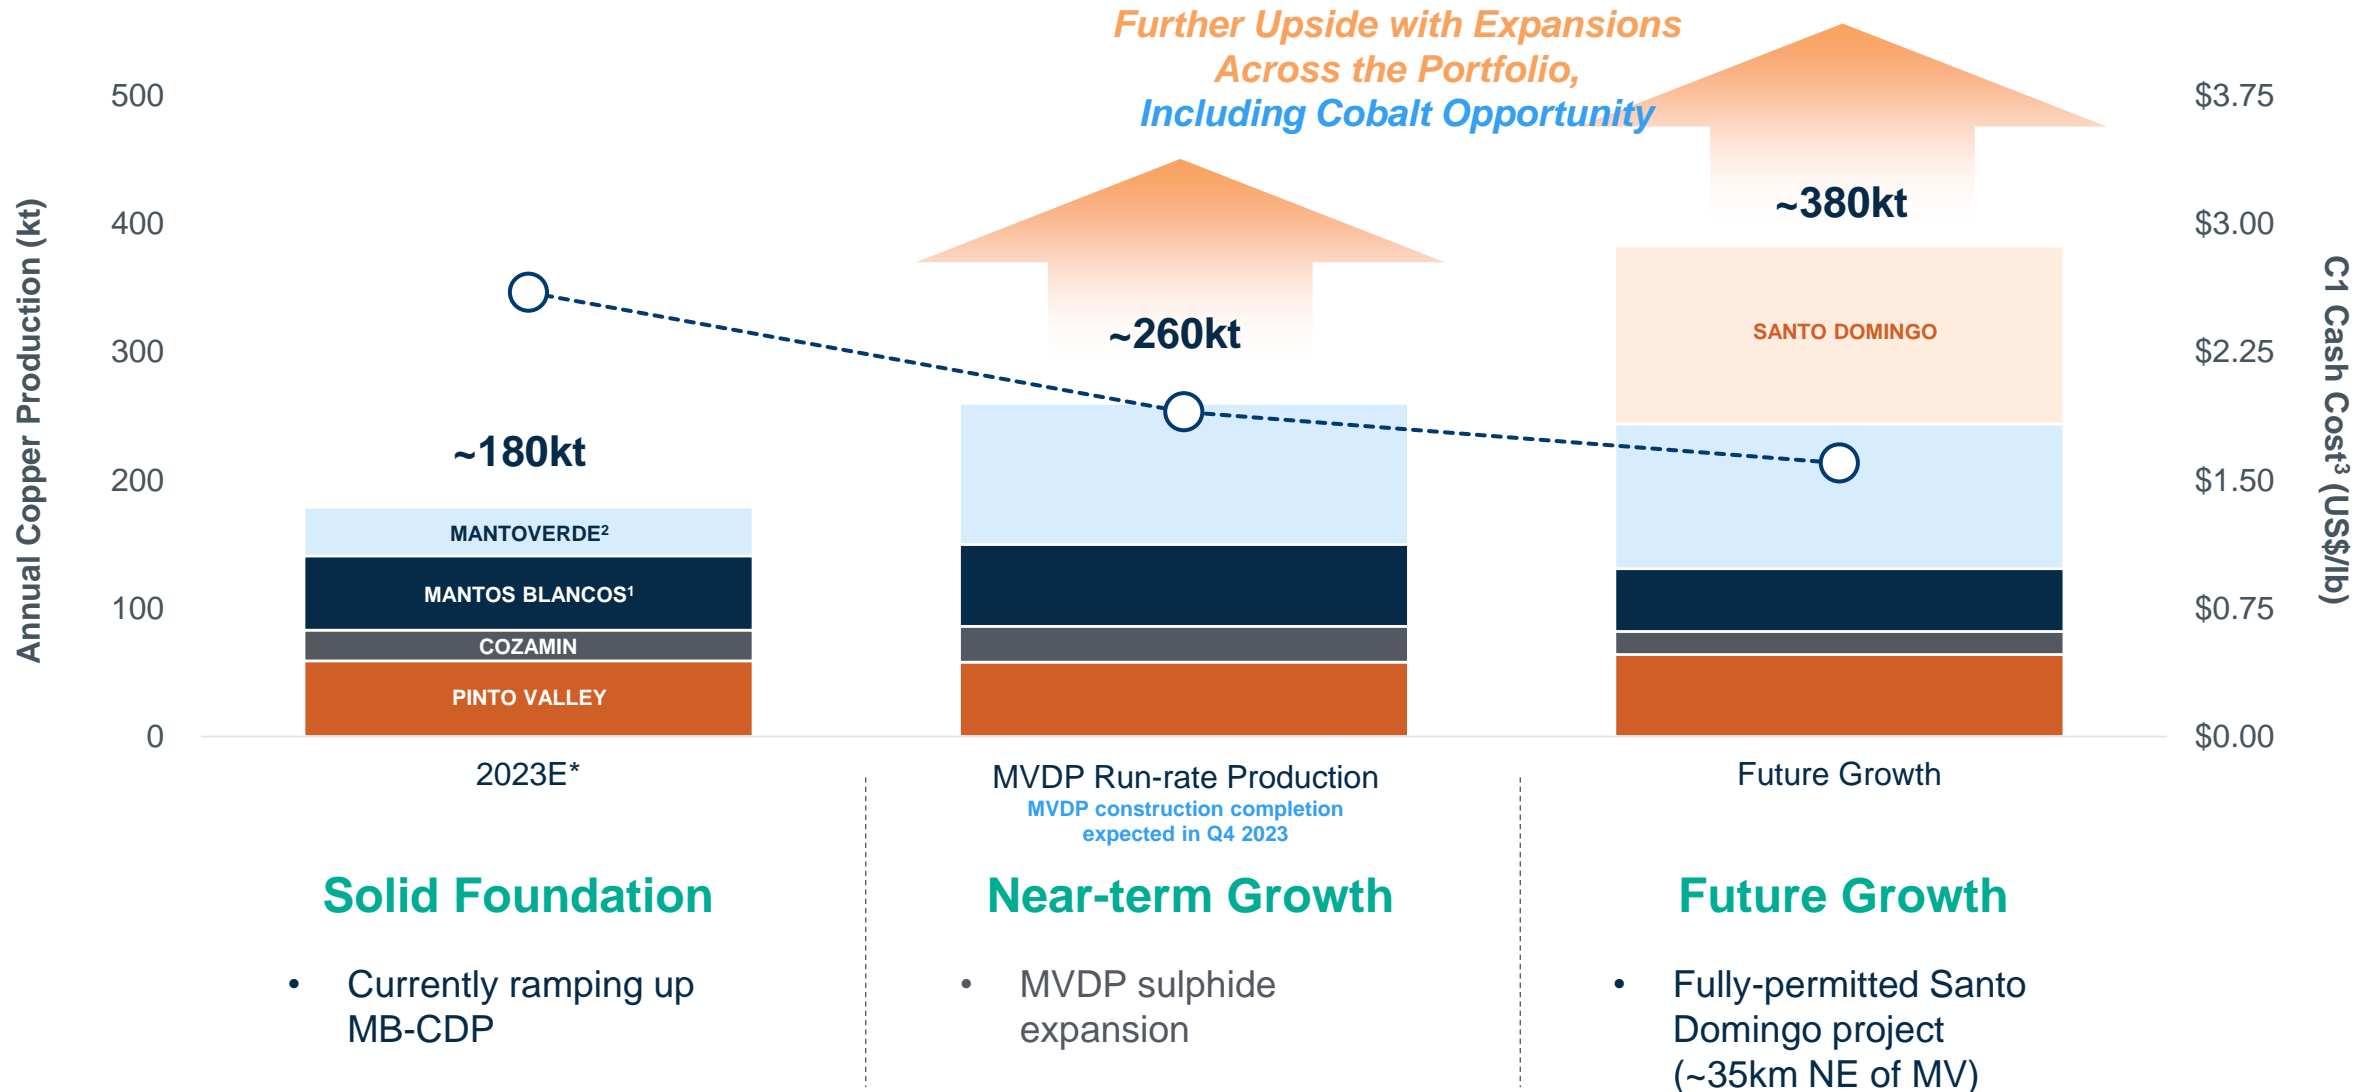 Further Upside with Expansions
Across the Portfolio,
Including Cobalt Opportunity
Annual Copper Production (kt)
500
400
300
200
100
0
C1 Cash Cost³ (US$/lb)
$3.75
$3.00
$2.25
$1.50
$0.75
$0.00
~180kt
MANTOVERDE²
MANTOS BLANCOS¹
COZAMIN
PINTO VALLEY
~260kt
~380kt
SANTO DOMINGO
2023E*
MVDP Run-rate Production
MVDP construction completion
expected in Q4 2023
Future Growth
Solid Foundation
• Currently ramping up
MB-CDP
Near-term Growth
• MVDP sulphide
expansion
Future Growth
• Fully-permitted Santo
Domingo project
(~35km NE of MV)